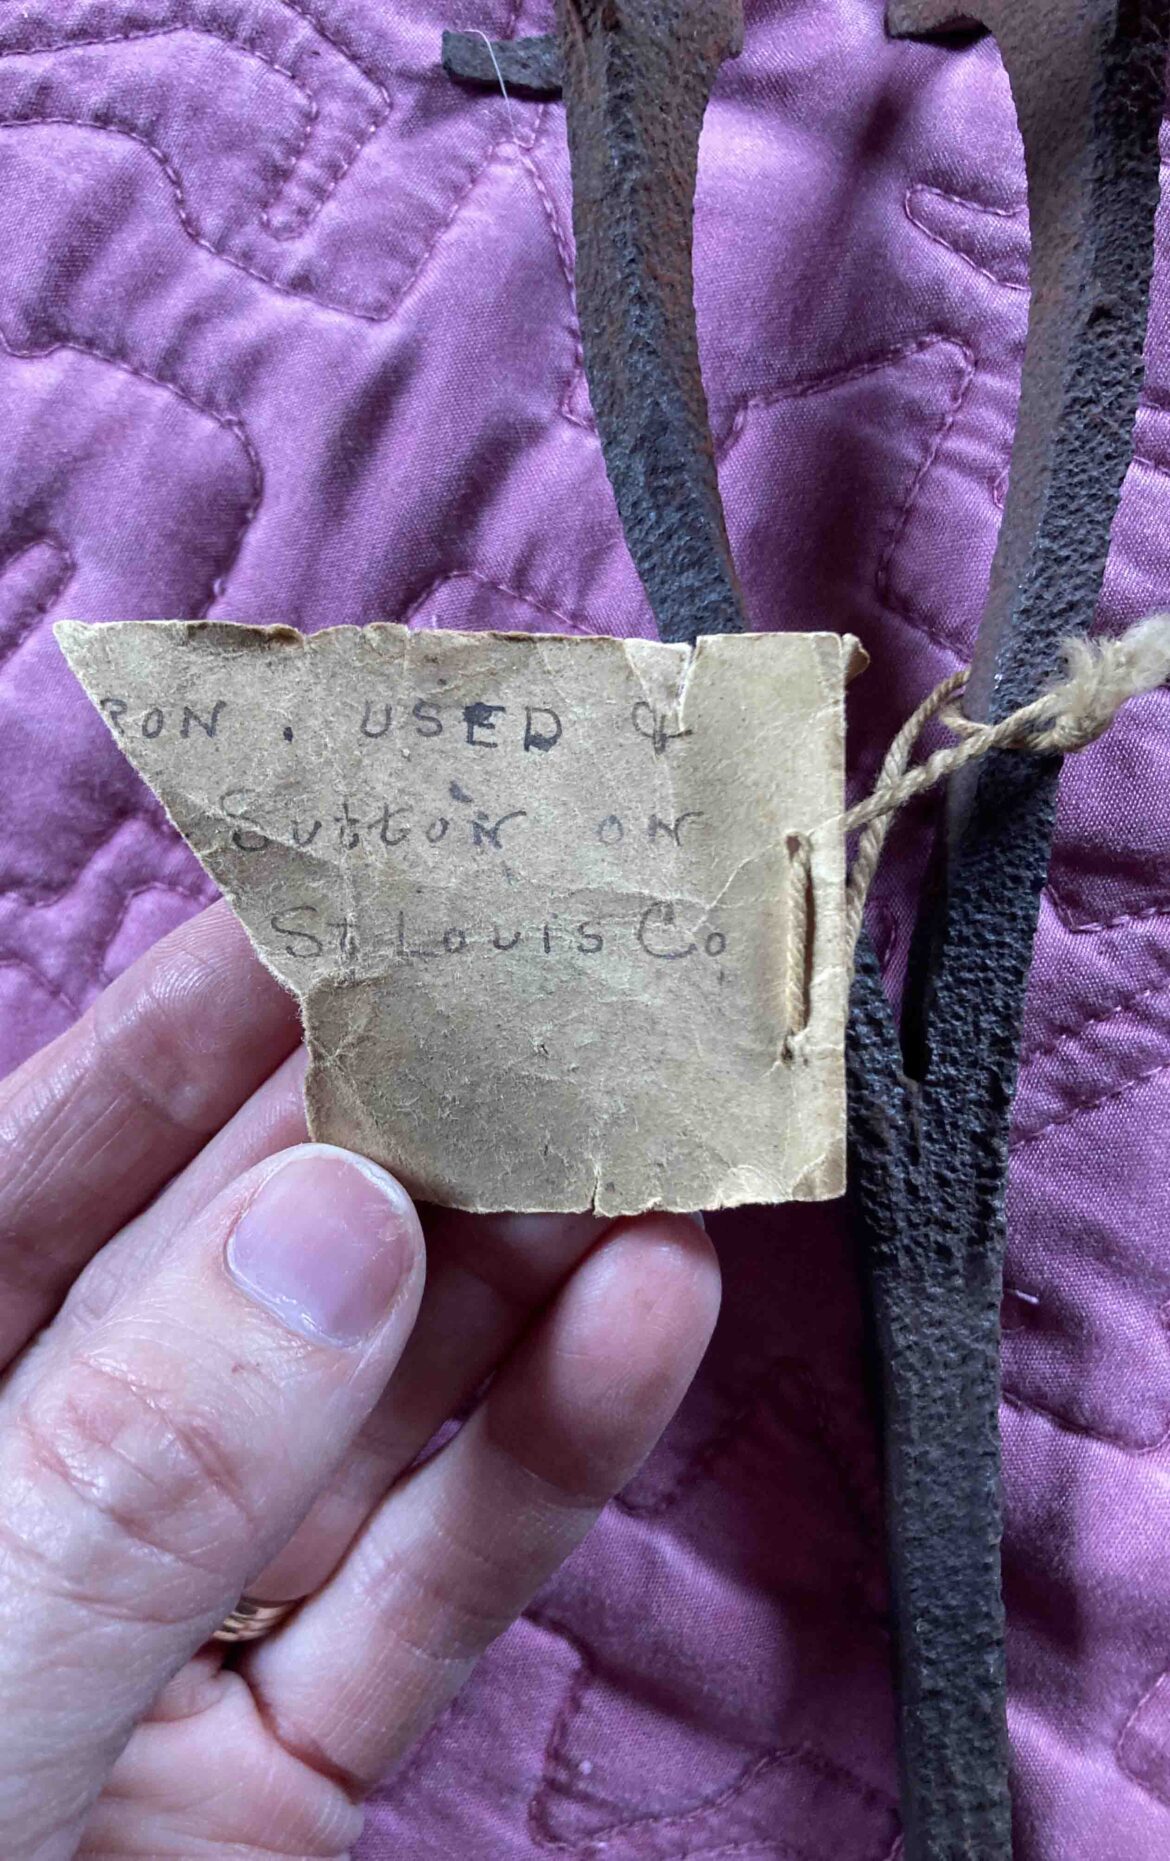 RON . USED &
Sutton on
St Louis Co